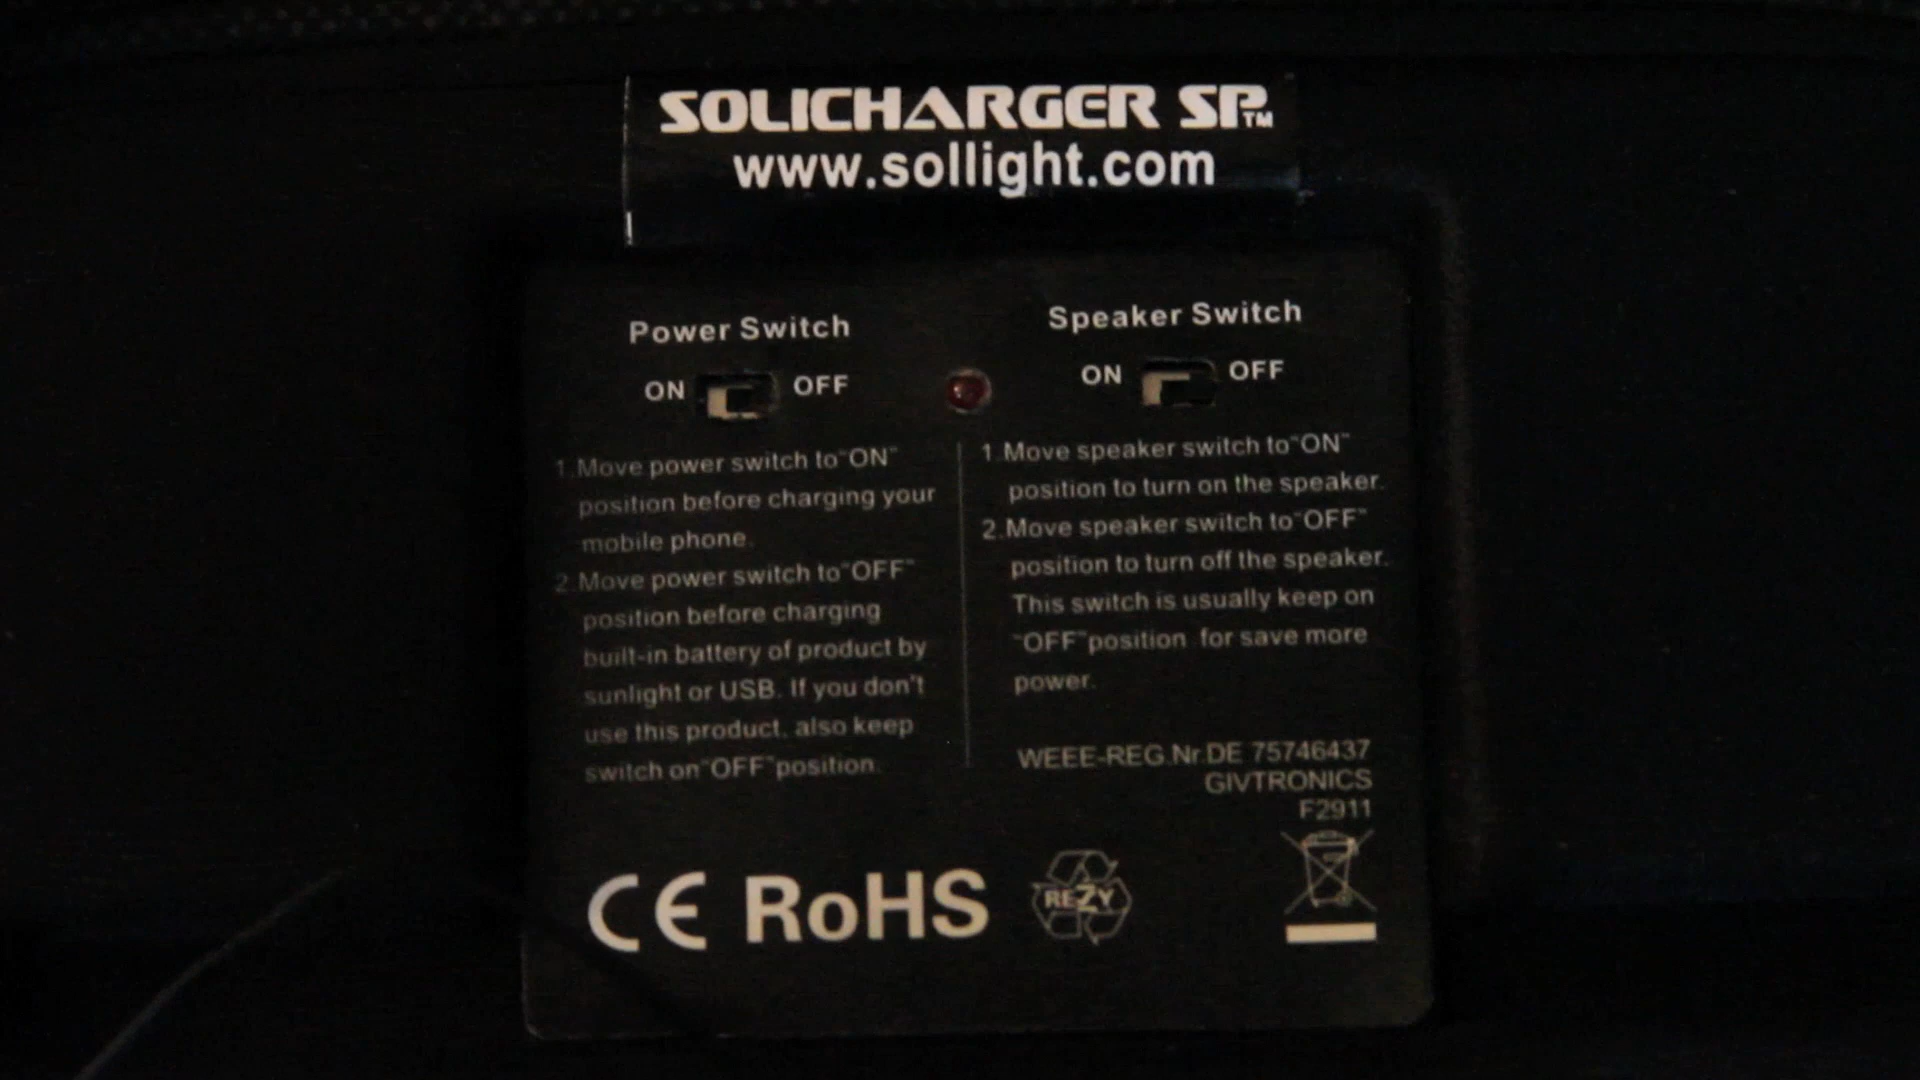 SOLICHARGER SP™
www.sollight.com
Power Switch
ON OFF
Speaker Switch
ON OFF
1.Move power switch to"ON"
position before charging your
mobile phone.
2.Move power switch to"OFF"
position before charging
built-in battery of product by
sunlight or USB. If you don't
use this product, also keep
switch on"OFF"position.
1.Move speaker switch to"ON"
position to turn on the speaker.
2.Move speaker switch to"OFF"
position to turn off the speaker.
This switch is usually keep on
"OFF"position for save more
power.
WEEE-REG.Nr.DE 75746437
GIVTRONICS
F2911
CE RoHS
REZY